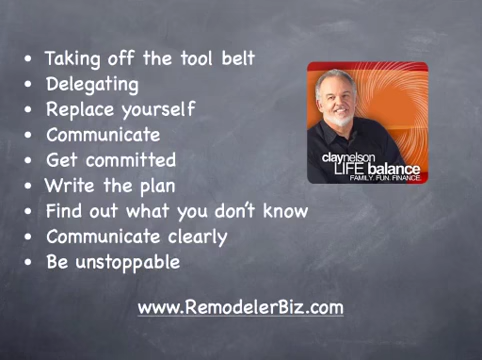 • Taking off the tool belt
• Delegating
• Replace yourself
• Communicate
• Get committed
• Write the plan
• Find out what you don't know
• Communicate clearly
• Be unstoppable
claynelson
LIFE balance
FAMILY. FUN. FINANCE.
www.RemodelerBiz.com